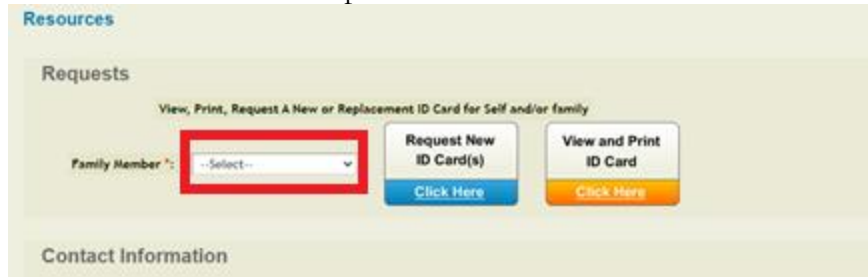 Resources
Requests
View, Print, Request A New or Replacement ID Card for Self and/or family
Family Member *:
--Select--
Request New
ID Card(s)
Click Here
View and Print
ID Card
Click Here
Contact Information